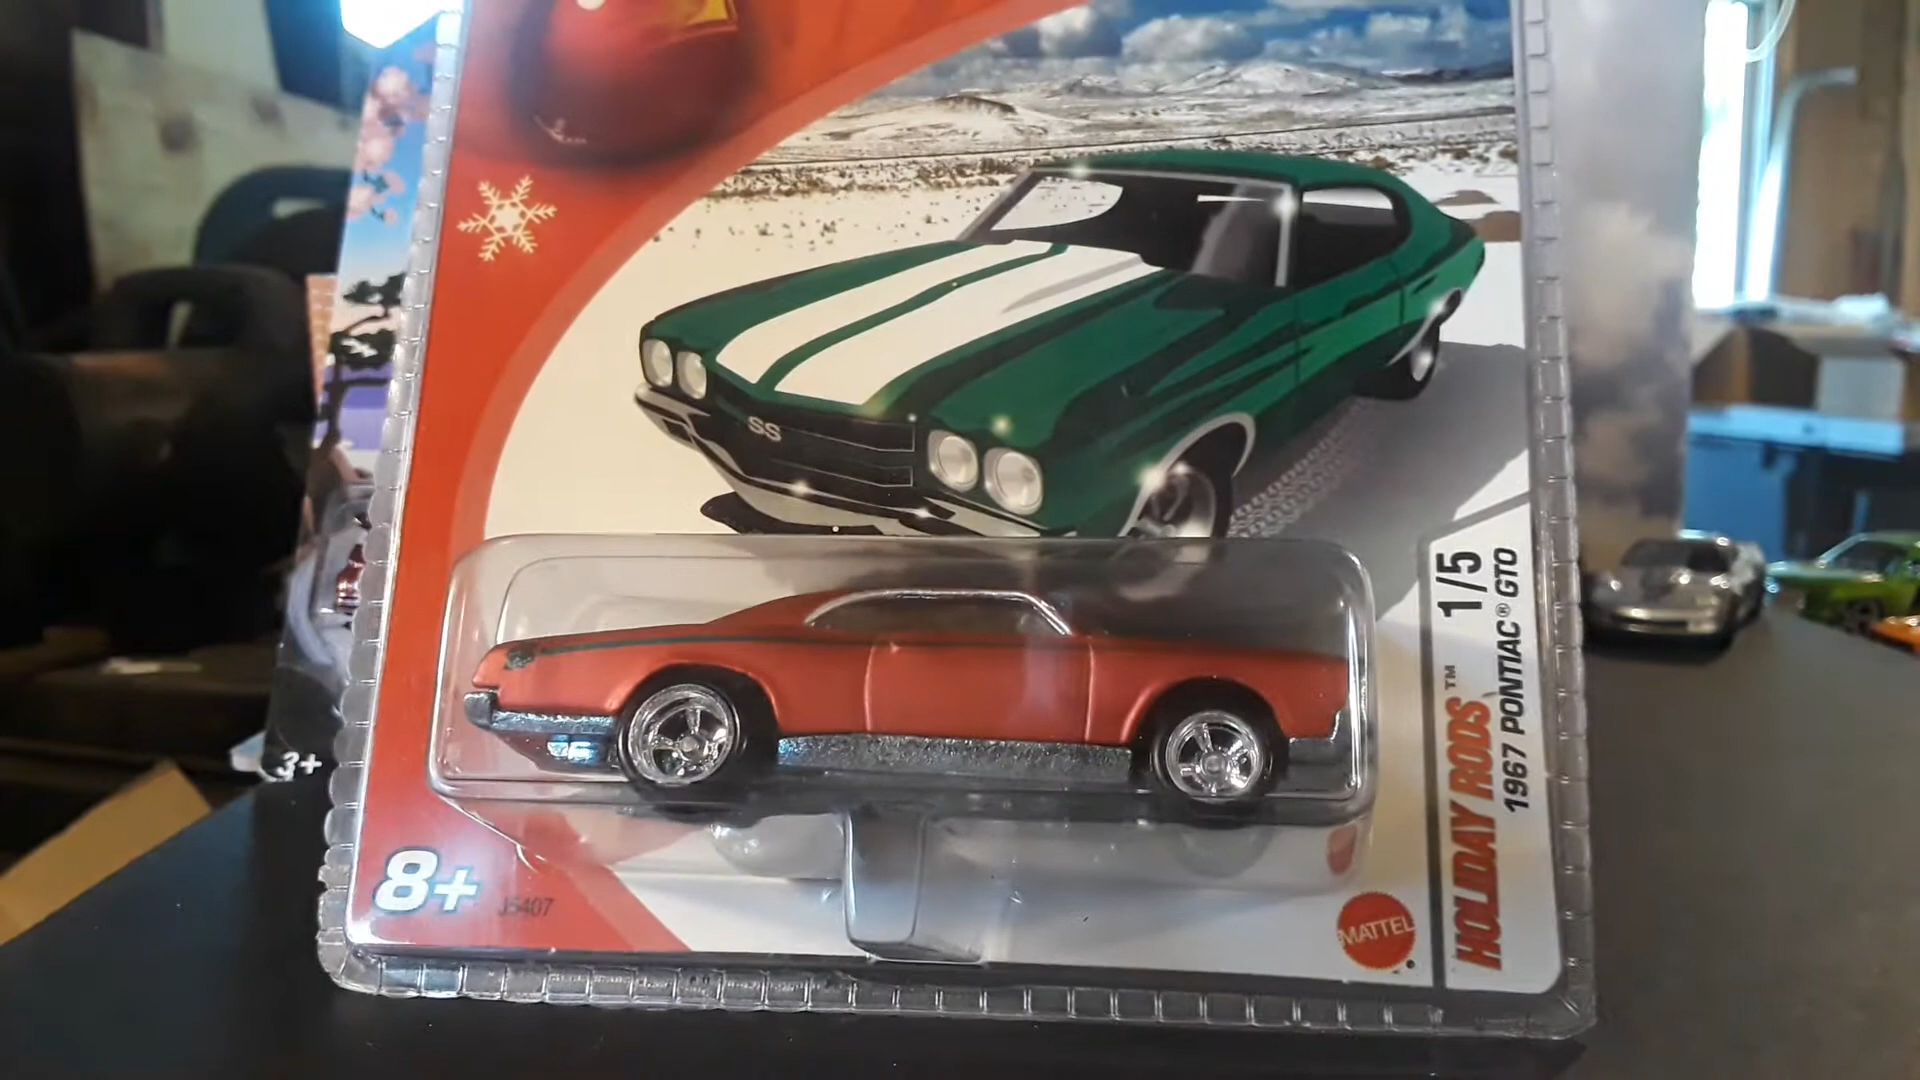 SS
1/5
HOLIDAY RODS™
1967 PONTIAC® GTO
3+
8+
J5407
MATTEL